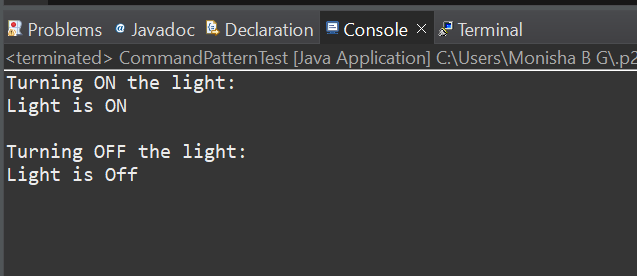 Problems @ Javadoc Declaration Console × Terminal
<terminated> CommandPatternTest [Java Application] C:\Users\Monisha B G\.p2
Turning ON the light:
Light is ON
Turning OFF the light:
Light is Off